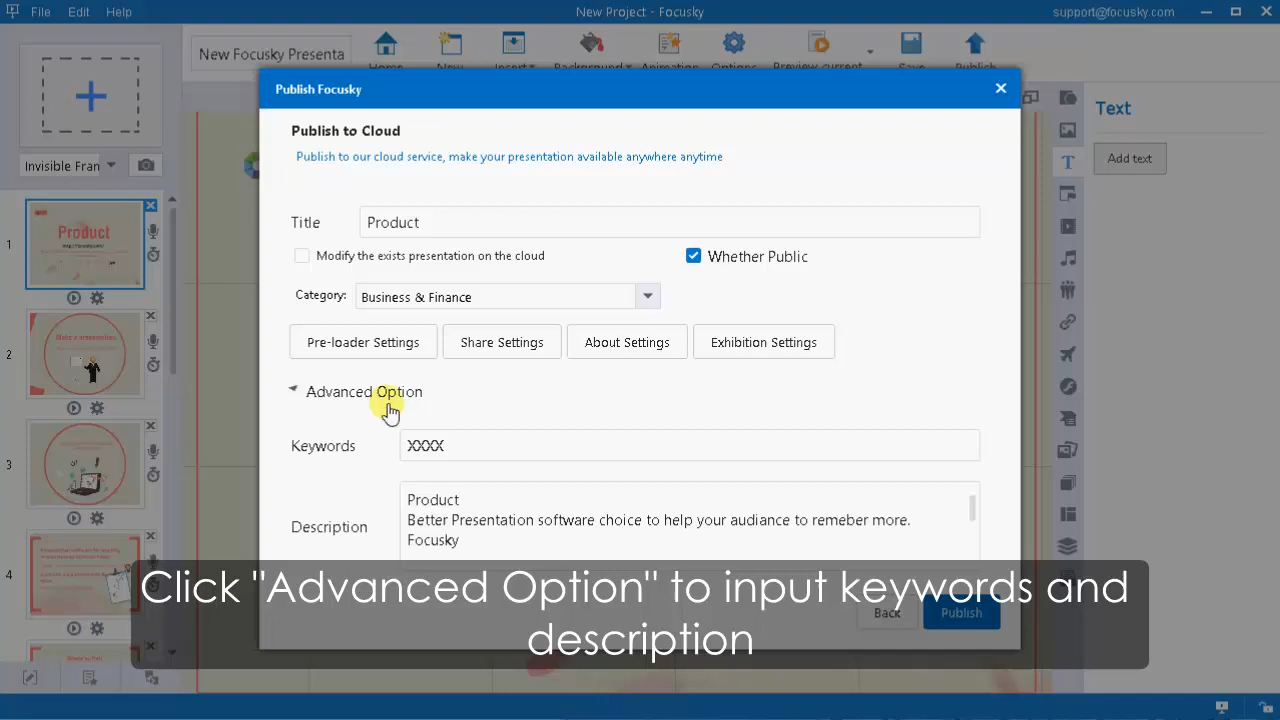 File Edit Help
New Project - Focusky
support@focusky.com
New Focusky Presenta
Home New Insert Background Animation Options Preview current Save Publish
Invisible Fran
Text
Add text
Publish Focusky
Publish to Cloud
Publish to our cloud service, make your presentation available anywhere anytime
Title Product
Modify the exists presentation on the cloud
Whether Public
Category: Business & Finance
Pre-loader Settings Share Settings About Settings Exhibition Settings
Advanced Option
Keywords XXXX
Description
Product
Better Presentation software choice to help your audiance to remeber more.
Focusky
Back Publish
1
Product
2
3
4
Click "Advanced Option" to input keywords and
description